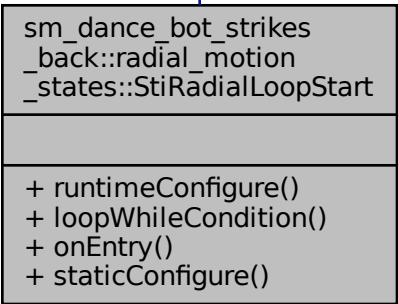 sm_dance_bot_strikes
_back::radial_motion
_states::StiRadialLoopStart
+ runtimeConfigure()
+ loopWhileCondition()
+ onEntry()
+ staticConfigure()